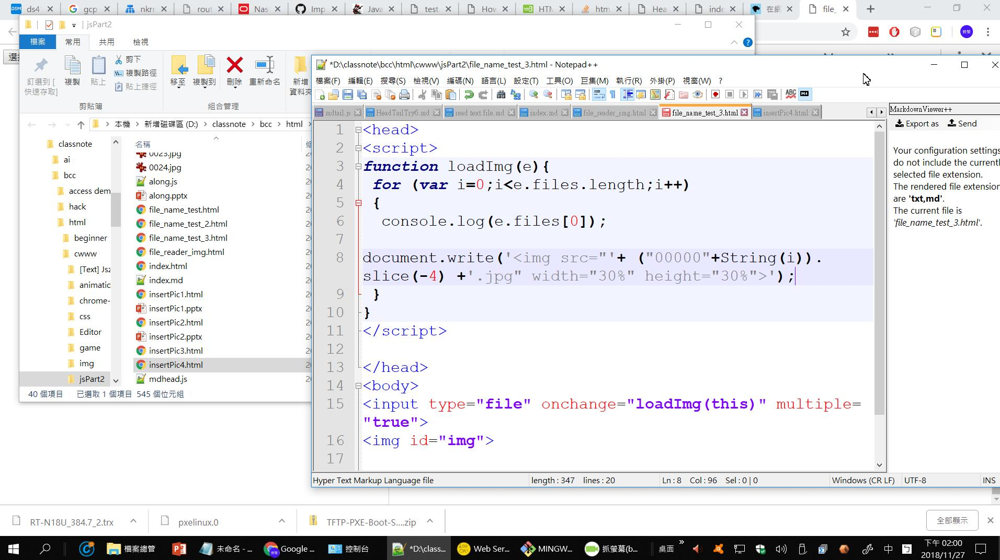 ds4
gcp
nkrr
rout
Nas
Imp
Java
test.
How
HTM
htm
Hea
inde
在網
file_
jsPart2
檔案
常用
共用
檢視
釘選到 [
快速存取]
複製
貼上
剪下
複製路徑
貼上捷徑
移至
複製到
刪除
重新命名
新增
資料夾
剪貼簿
組合管理
本機 > 新增磁碟區 (D:) > classnote > bcc > html >
classnote
ai
bcc
access dem
hack
html
beginner
cwww
[Text] Jsz
animatic
chrome-
css
Editor
game
img
jsPart2
名稱
0023.jpg
0024.jpg
along.js
along.pptx
file_name_test.html
file_name_test_2.html
file_name_test_3.html
file_reader_img.html
index.html
index.md
insertPic1.html
insertPic1.pptx
insertPic2.html
insertPic2.pptx
insertPic3.html
insertPic4.html
mdhead.js
40 個項目 已選取 1 個項目 545 個位元組
*D:\classnote\bcc\html\cwww\jsPart2\file_name_test_3.html - Notepad++
檔案(F) 編輯(E) 搜尋(S) 檢視(V) 編碼(N) 語言(L) 設定(T) 工具(O) 巨集(M) 執行(R) 外掛(P) 視窗(W) ?
mdtail.js HeadTailTry6.md read text file.md index.md file_reader_img.html file_name_test_3.html insertPic4.html
1 <head>
2 <script>
3 function loadImg(e){
4 for (var i=0;i<e.files.length;i++)
5 {
6 console.log(e.files[0]);
7
8 document.write('<img src="'+ ("00000"+String(i)).
slice(-4) +'.jpg" width="30%" height="30%">');
9 }
10 }
11 </script>
12
13 </head>
14 <body>
15 <input type="file" onchange="loadImg(this)" multiple=
"true">
16 <img id="img">
17
MarkdownViewer++
Export as Send
Your configuration settings
do not include the currentl
selected file extension.
The rendered file extension
are 'txt,md'.
The current file is
'file_name_test_3.html'.
Hyper Text Markup Language file length : 347 lines : 20 Ln : 8 Col : 96 Sel : 0 | 0 Windows (CR LF) UTF-8 INS
RT-N18U_384.7_2.trx
pxelinux.0
TFTP-PXE-Boot-S....zip
全部顯示
檔案總管
未命名 - ...
Google ...
控制台
*D:\class...
Web Ser...
MINGW...
抓螢幕(b...
桌面
中
下午 02:00
2018/11/27